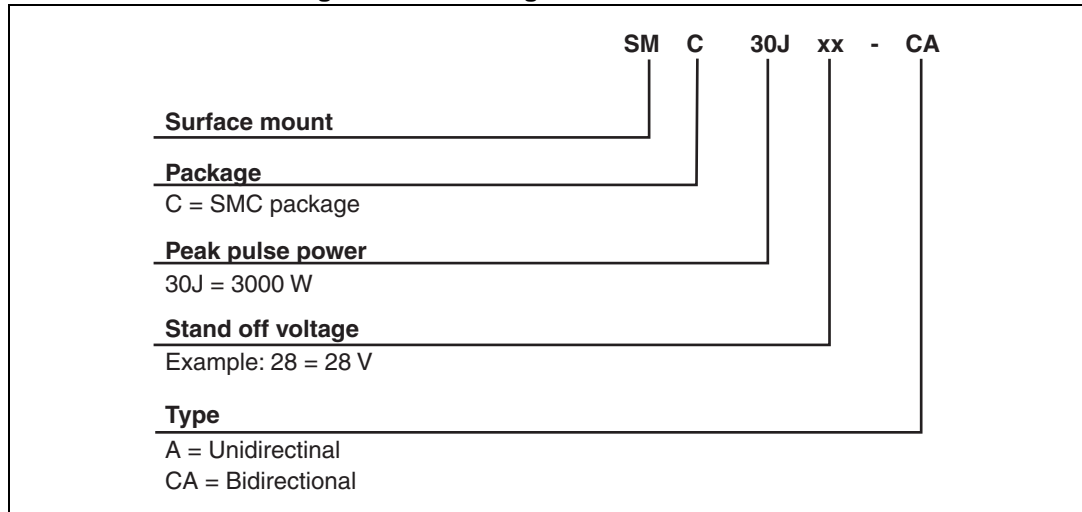 SM C 30J xx - CA
Surface mount
Package
C = SMC package
Peak pulse power
30J = 3000 W
Stand off voltage
Example: 28 = 28 V
Type
A = Unidirectinal
CA = Bidirectional